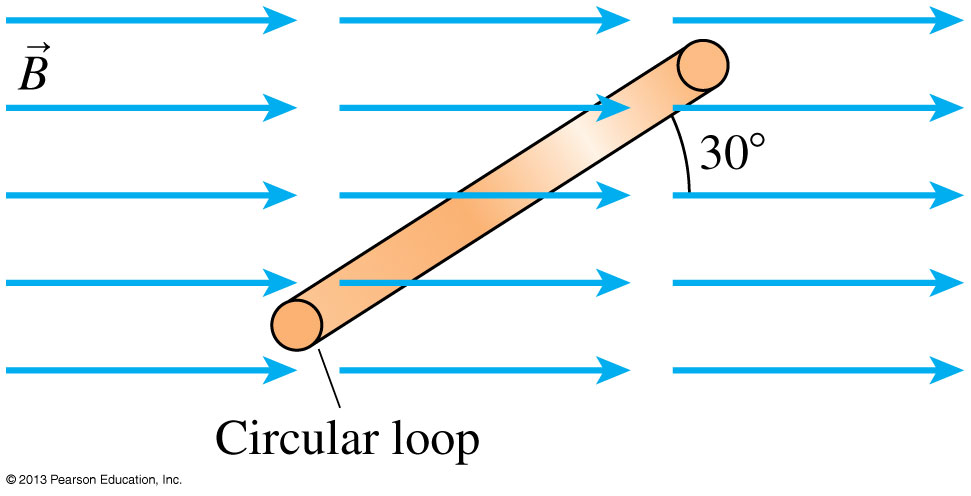 B⃗
30°
Circular loop
© 2013 Pearson Education, Inc.